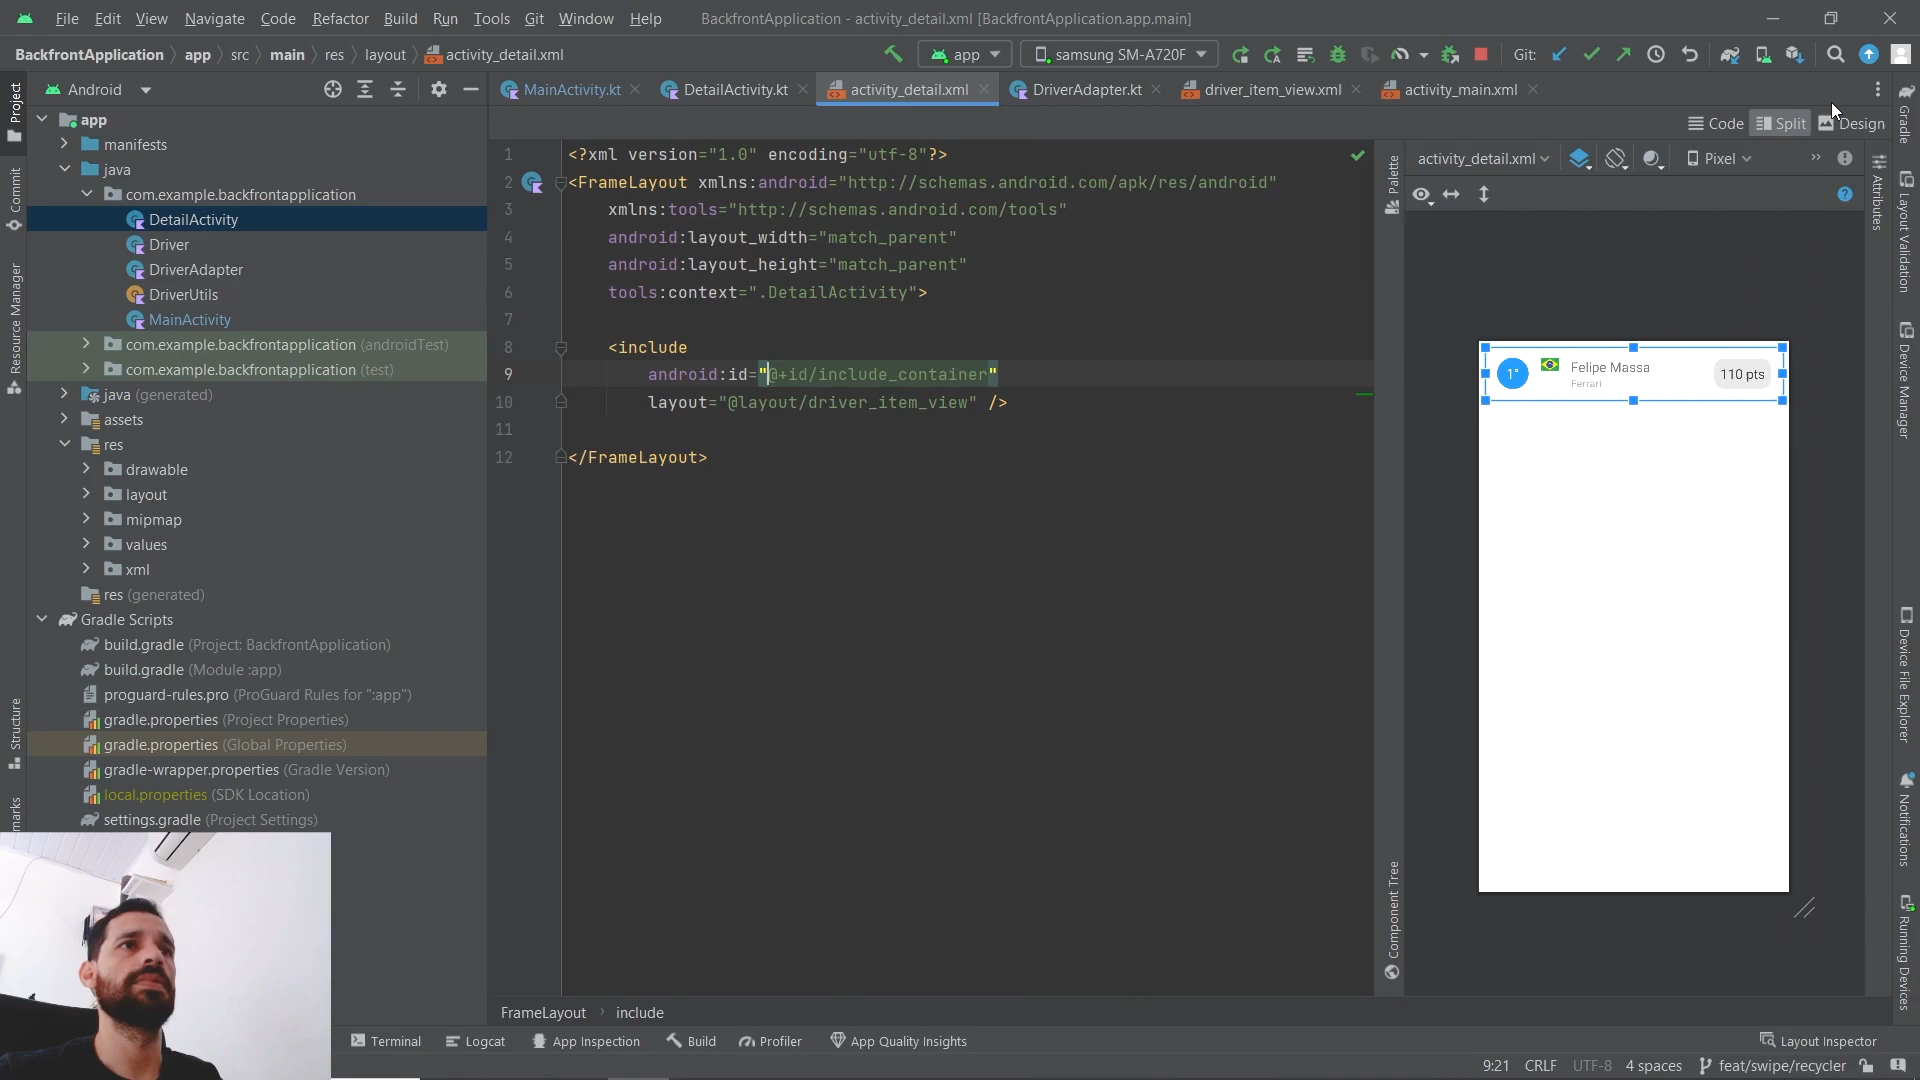 File Edit View Navigate Code Refactor Build Run Tools Git Window Help BackfrontApplication - activity_detail.xml [BackfrontApplication.app.main]
BackfrontApplication app src main res layout activity_detail.xml app samsung SM-A720F Git:
Android MainActivity.kt DetailActivity.kt activity_detail.xml DriverAdapter.kt driver_item_view.xml activity_main.xml
Code Split Design
activity_detail.xml Pixel
Project
Commit
Resource Manager
Structure
marks
app
manifests
java
com.example.backfrontapplication
DetailActivity
Driver
DriverAdapter
DriverUtils
MainActivity
com.example.backfrontapplication (androidTest)
com.example.backfrontapplication (test)
java (generated)
assets
res
drawable
layout
mipmap
values
xml
res (generated)
Gradle Scripts
build.gradle (Project: BackfrontApplication)
build.gradle (Module :app)
proguard-rules.pro (ProGuard Rules for ":app")
gradle.properties (Project Properties)
gradle.properties (Global Properties)
gradle-wrapper.properties (Gradle Version)
local.properties (SDK Location)
settings.gradle (Project Settings)
1 <?xml version="1.0" encoding="utf-8"?>
2 <FrameLayout xmlns:android="http://schemas.android.com/apk/res/android"
3 xmlns:tools="http://schemas.android.com/tools"
4 android:layout_width="match_parent"
5 android:layout_height="match_parent"
6 tools:context=".DetailActivity">
7
8 <include
9 android:id="@+id/include_container"
10 layout="@layout/driver_item_view" />
11
12 </FrameLayout>
Palette
Component Tree
1°
Felipe Massa
Ferrari
110 pts
Attributes
Gradle
Layout Validation
Device Manager
Device File Explorer
Notifications
Running Devices
FrameLayout include
Terminal Logcat App Inspection Build Profiler App Quality Insights Layout Inspector
9:21 CRLF UTF-8 4 spaces feat/swipe/recycler